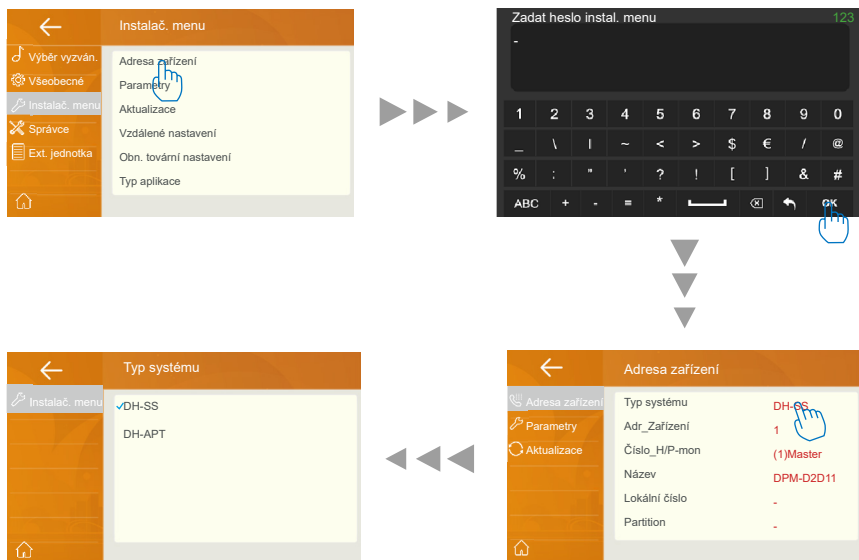 Instalač. menu
Výběr vyzván.
Všeobecné
Instalač. menu
Správce
Ext. jednotka
Adresa zařízení
Parametry
Aktualizace
Vzdálené nastavení
Obn. tovární nastavení
Typ aplikace
Zadat heslo instal. menu 123
-
1 2 3 4 5 6 7 8 9 0
_ \ | ~ < > $ € / @
% : " ' ? ! [ ] & #
ABC + - = * OK
Adresa zařízení
Adresa zařízení
Parametry
Aktualizace
Typ systému DH-SS
Adr_Zařízení 1
Číslo_H/P-mon (1)Master
Název DPM-D2D11
Lokální číslo -
Partition -
Typ systému
Instalač. menu
DH-SS
DH-APT